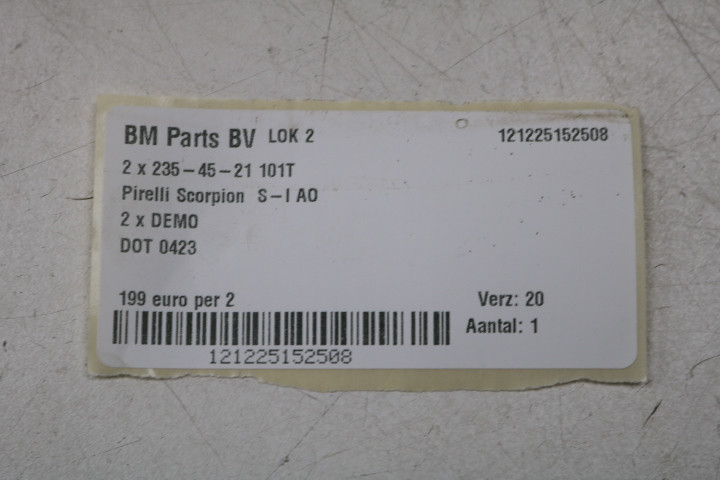 BM Parts BV LOK 2 121225152508
2 x 235-45-21 101T
Pirelli Scorpion S-I AO
2 x DEMO
DOT 0423
199 euro per 2 Verz: 20
Aantal: 1
121225152508